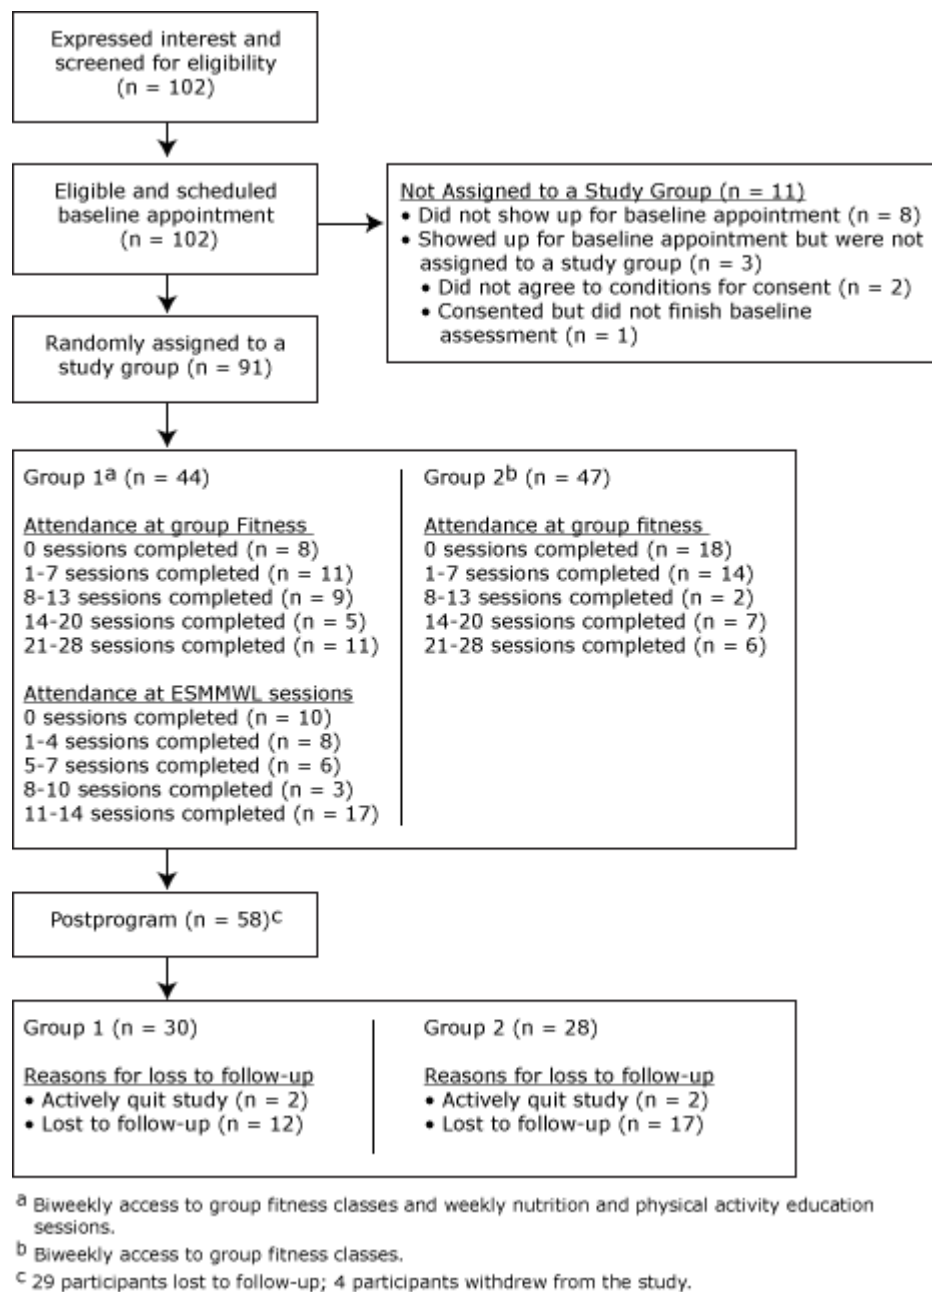 Expressed interest and
screened for eligibility
(n = 102)
Eligible and scheduled
baseline appointment
(n = 102)
Not Assigned to a Study Group (n = 11)
• Did not show up for baseline appointment (n = 8)
• Showed up for baseline appointment but were not
assigned to a study group (n = 3)
• Did not agree to conditions for consent (n = 2)
• Consented but did not finish baseline
assessment (n = 1)
Randomly assigned to a
study group (n = 91)
Group 1a (n = 44)
Attendance at group Fitness
0 sessions completed (n = 8)
1-7 sessions completed (n = 11)
8-13 sessions completed (n = 9)
14-20 sessions completed (n = 5)
21-28 sessions completed (n = 11)
Attendance at ESMMWL sessions
0 sessions completed (n = 10)
1-4 sessions completed (n = 8)
5-7 sessions completed (n = 6)
8-10 sessions completed (n = 3)
11-14 sessions completed (n = 17)
Group 2b (n = 47)
Attendance at group fitness
0 sessions completed (n = 18)
1-7 sessions completed (n = 14)
8-13 sessions completed (n = 2)
14-20 sessions completed (n = 7)
21-28 sessions completed (n = 6)
Postprogram (n = 58)c
Group 1 (n = 30)
Reasons for loss to follow-up
• Actively quit study (n = 2)
• Lost to follow-up (n = 12)
Group 2 (n = 28)
Reasons for loss to follow-up
• Actively quit study (n = 2)
• Lost to follow-up (n = 17)
a Biweekly access to group fitness classes and weekly nutrition and physical activity education
sessions.
b Biweekly access to group fitness classes.
c 29 participants lost to follow-up; 4 participants withdrew from the study.